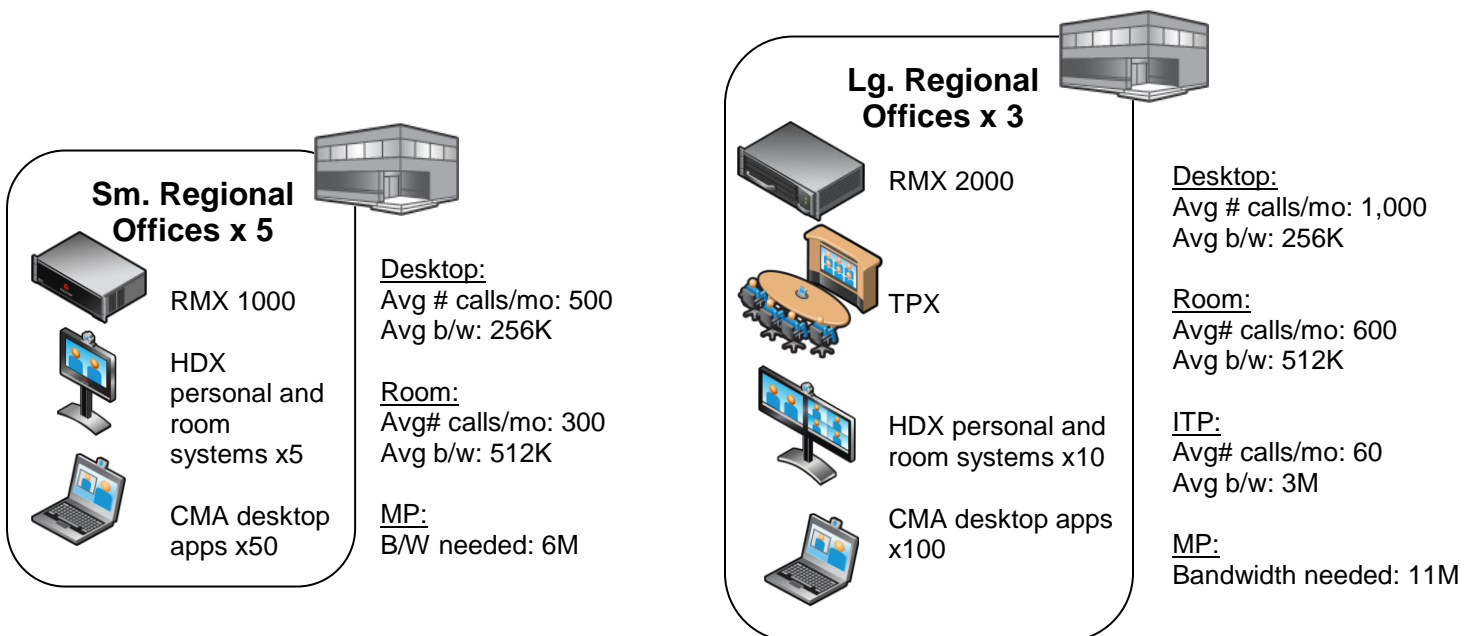 Sm. Regional
Offices x 5
RMX 1000
HDX
personal and
room
systems x5
CMA desktop
apps x50
Desktop:
Avg # calls/mo: 500
Avg b/w: 256K
Room:
Avg# calls/mo: 300
Avg b/w: 512K
MP:
B/W needed: 6M
Lg. Regional
Offices x 3
RMX 2000
TPX
HDX personal and
room systems x10
CMA desktop apps
x100
Desktop:
Avg # calls/mo: 1,000
Avg b/w: 256K
Room:
Avg# calls/mo: 600
Avg b/w: 512K
ITP:
Avg# calls/mo: 60
Avg b/w: 3M
MP:
Bandwidth needed: 11M